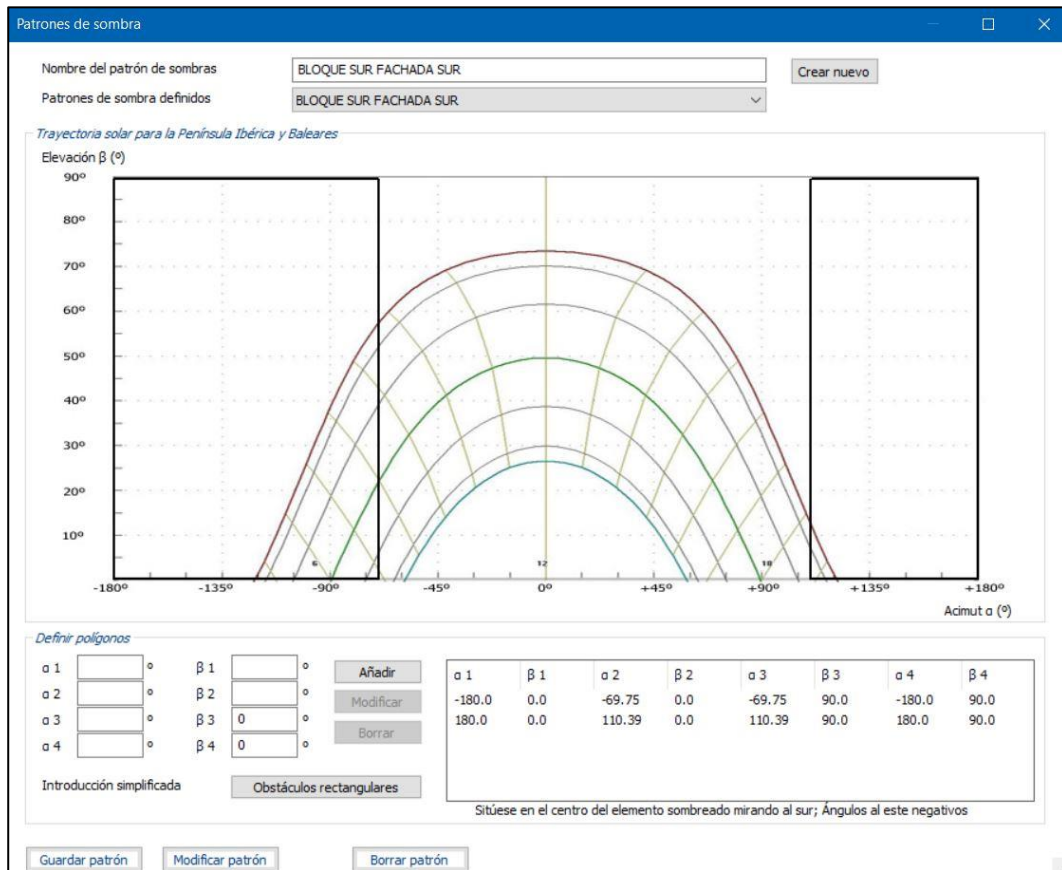 Patrones de sombra
Nombre del patrón de sombras BLOQUE SUR FACHADA SUR Crear nuevo
Patrones de sombra definidos BLOQUE SUR FACHADA SUR
Trayectoria solar para la Península Ibérica y Baleares
Elevación β (º)
90º
80º
70º
60º
50º
40º
30º
20º
10º
6 12 18
-180º -135º -90º -45º 0º +45º +90º +135º +180º
Acimut α (º)
Definir polígonos
α 1 º β 1 º Añadir
α 2 º β 2 º Modificar
α 3 º β 3 0 º Borrar
α 4 º β 4 0 º
α 1 β 1 α 2 β 2 α 3 β 3 α 4 β 4
-180.0 0.0 -69.75 0.0 -69.75 90.0 -180.0 90.0
180.0 0.0 110.39 0.0 110.39 90.0 180.0 90.0
Introducción simplificada Obstáculos rectangulares
Sitúese en el centro del elemento sombreado mirando al sur; Ángulos al este negativos
Guardar patrón Modificar patrón Borrar patrón